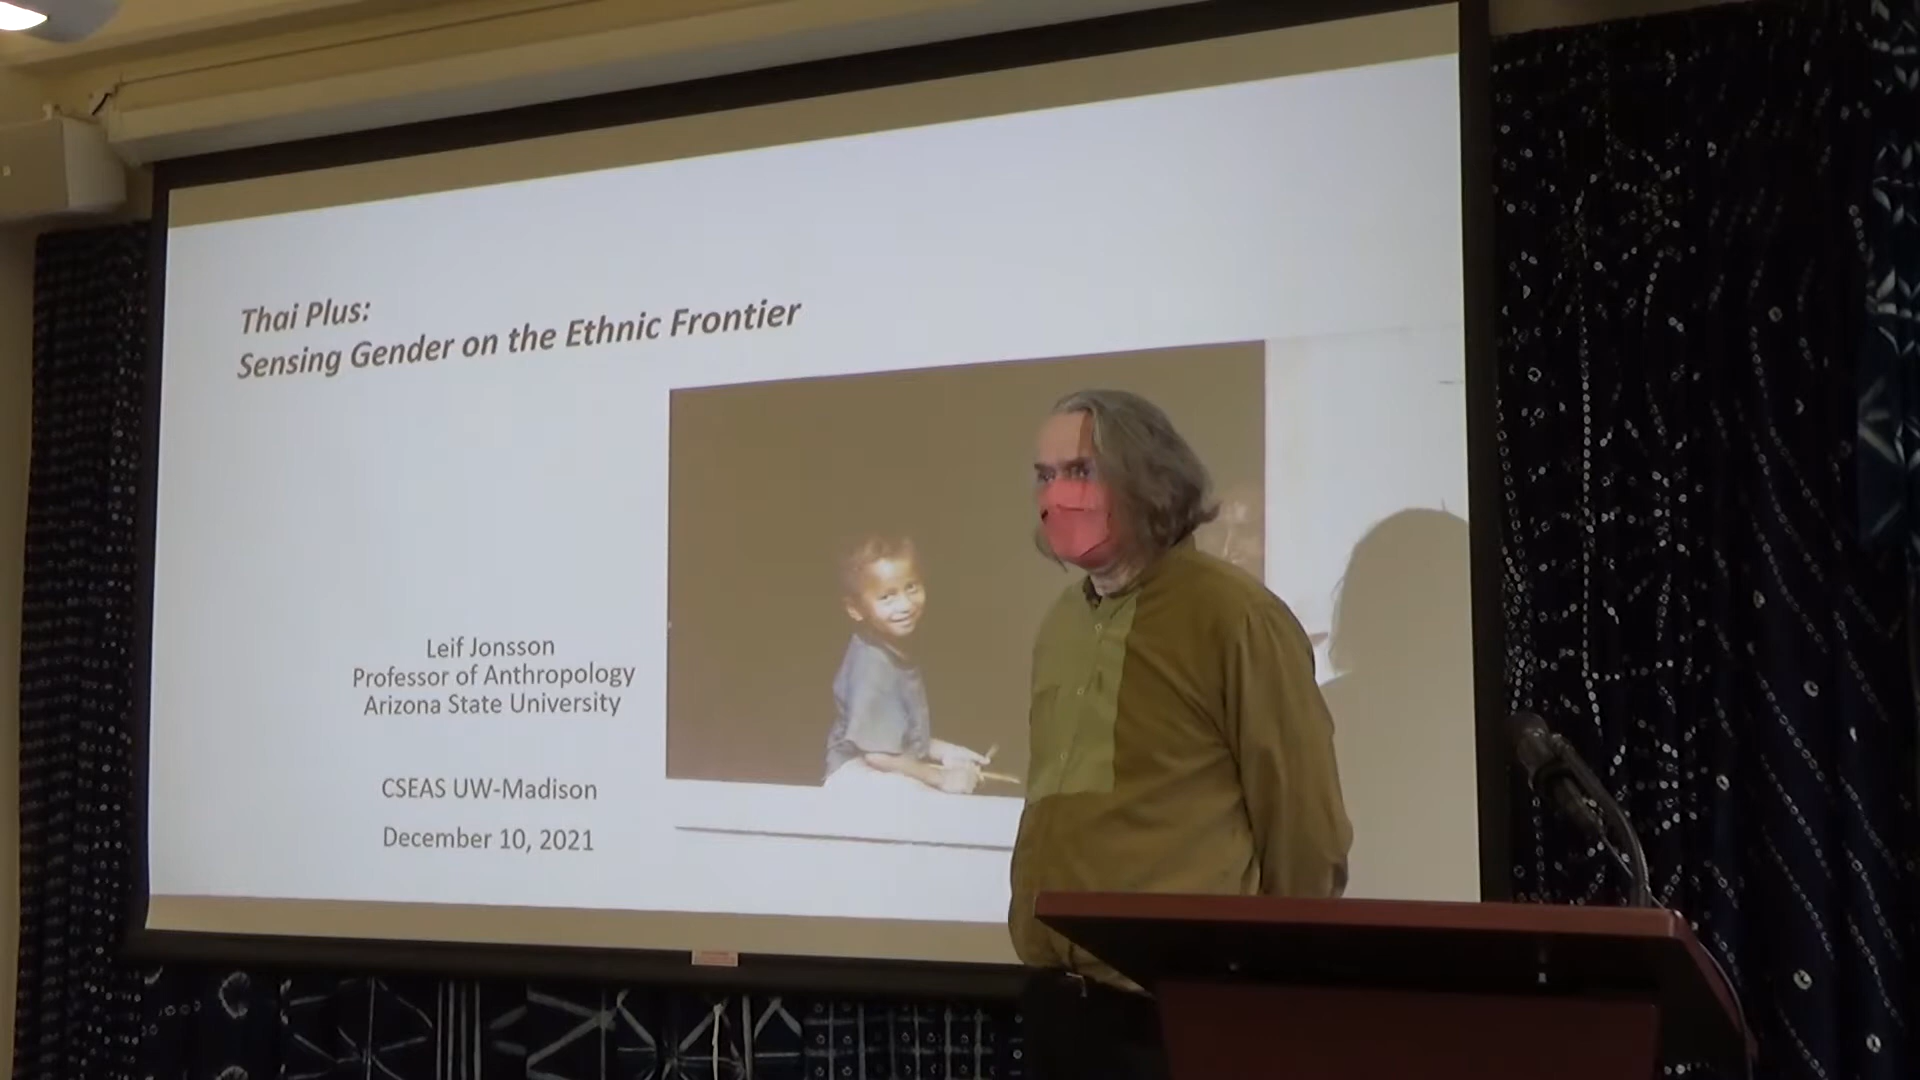 Thai Plus:
Sensing Gender on the Ethnic Frontier
Leif Jonsson
Professor of Anthropology
Arizona State University
CSEAS UW-Madison
December 10, 2021